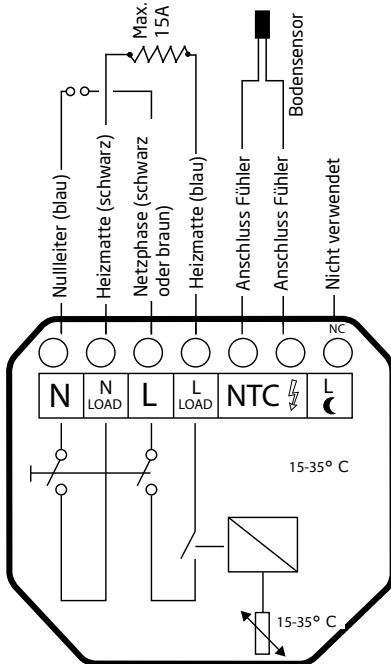 Max.
15A
Bodensensor
Nullleiter (blau)
Heizmatte (schwarz)
Netzphase (schwarz
oder braun)
Heizmatte (blau)
Anschluss Fühler
Anschluss Fühler
Nicht verwendet
NC
N
N
LOAD
L
L
LOAD
NTC
L
15-35° C
15-35° C